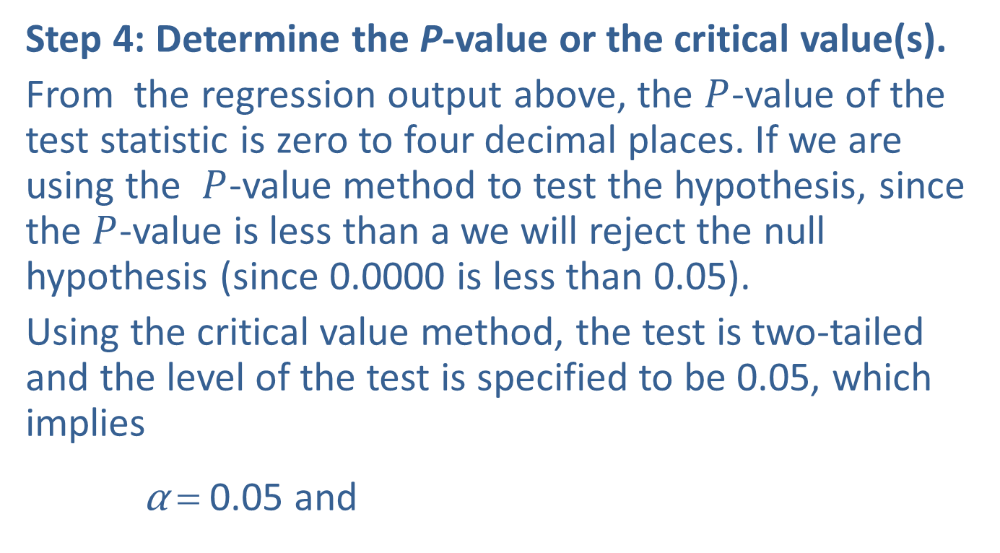 Step 4: Determine the P-value or the critical value(s).
From the regression output above, the P-value of the
test statistic is zero to four decimal places. If we are
using the P-value method to test the hypothesis, since
the P-value is less than a we will reject the null
hypothesis (since 0.0000 is less than 0.05).
Using the critical value method, the test is two-tailed
and the level of the test is specified to be 0.05, which
implies
α = 0.05 and